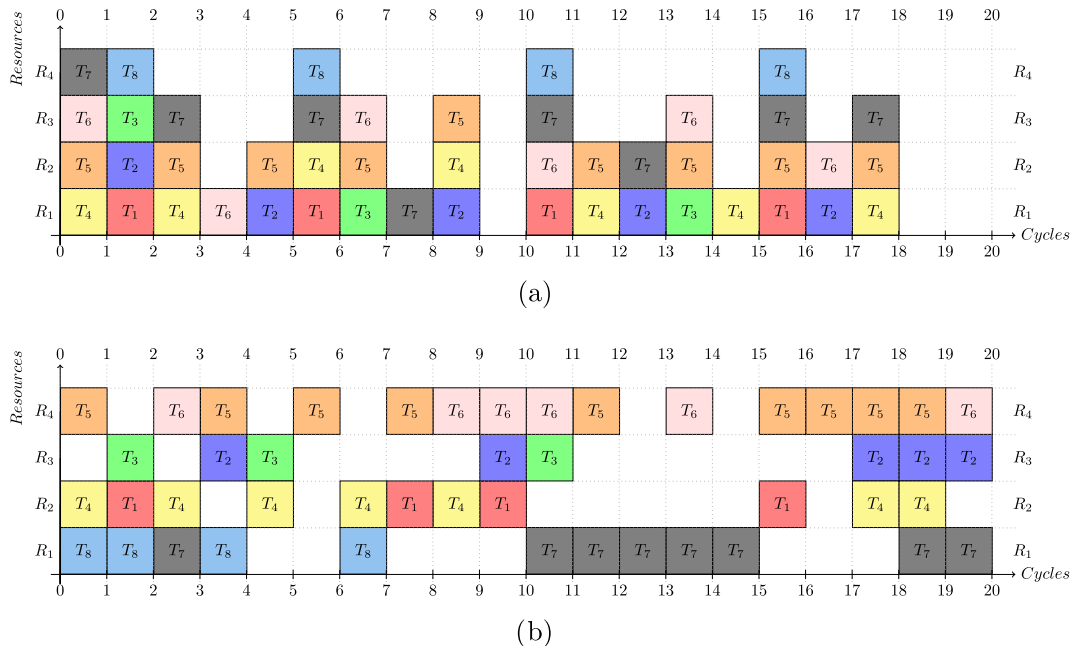 0 1 2 3 4 5 6 7 8 9 10 11 12 13 14 15 16 17 18 19 20
Resources
R4 T7 T8 T8 T8 T8 R4
R3 T6 T3 T7 T7 T6 T5 T7 T6 T7 T7 R3
R2 T5 T2 T5 T5 T4 T5 T4 T6 T5 T7 T5 T5 T6 T5 R2
R1 T4 T1 T4 T6 T2 T1 T3 T7 T2 T1 T4 T2 T3 T4 T1 T2 T4 R1
Cycles
0 1 2 3 4 5 6 7 8 9 10 11 12 13 14 15 16 17 18 19 20
(a)
0 1 2 3 4 5 6 7 8 9 10 11 12 13 14 15 16 17 18 19 20
Resources
R4 T5 T6 T5 T5 T5 T6 T6 T6 T5 T6 T5 T5 T5 T5 T6 R4
R3 T3 T2 T3 T2 T3 T2 T2 T2 R3
R2 T4 T1 T4 T4 T4 T1 T4 T1 T1 T4 T4 R2
R1 T8 T8 T7 T8 T8 T7 T7 T7 T7 T7 T7 T7 R1
Cycles
0 1 2 3 4 5 6 7 8 9 10 11 12 13 14 15 16 17 18 19 20
(b)